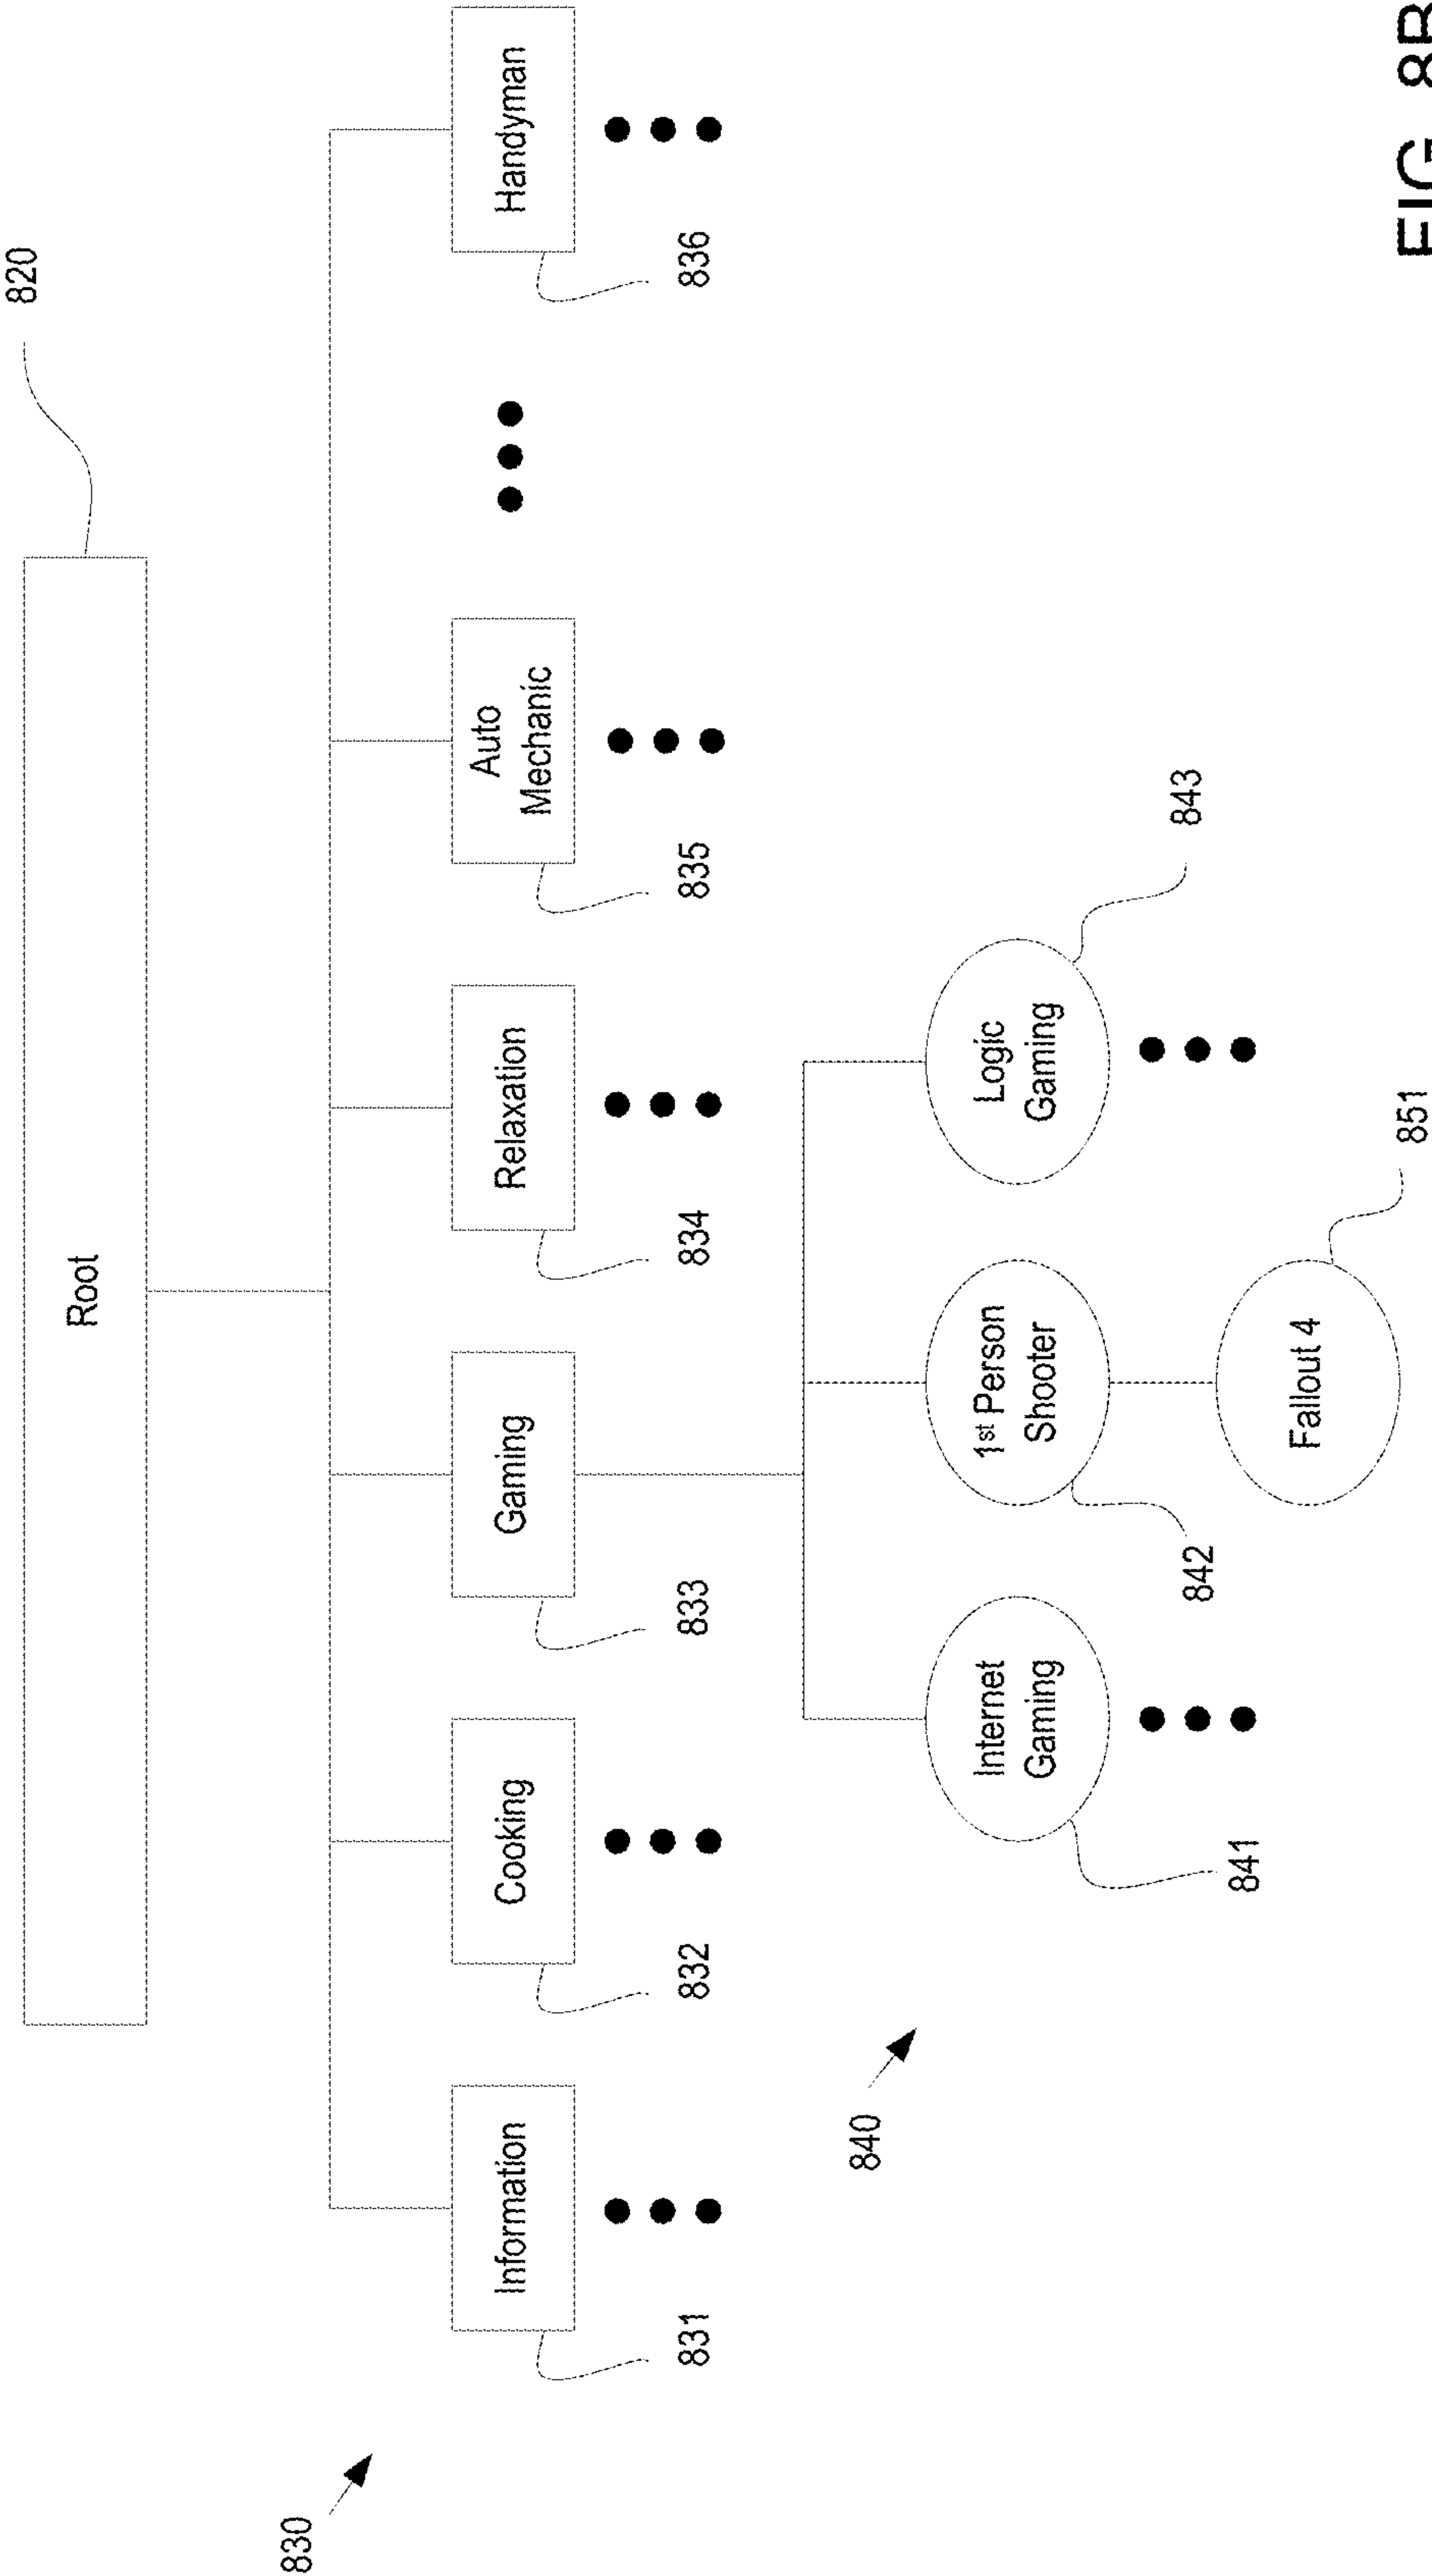 820
Root
830
Information
Cooking
Gaming
Relaxation
Auto
Mechanic
Handyman
831
832
833
834
835
836
840
Internet
Gaming
1st Person
Shooter
Logic
Gaming
841
842
843
Fallout 4
851
FIG. 8B